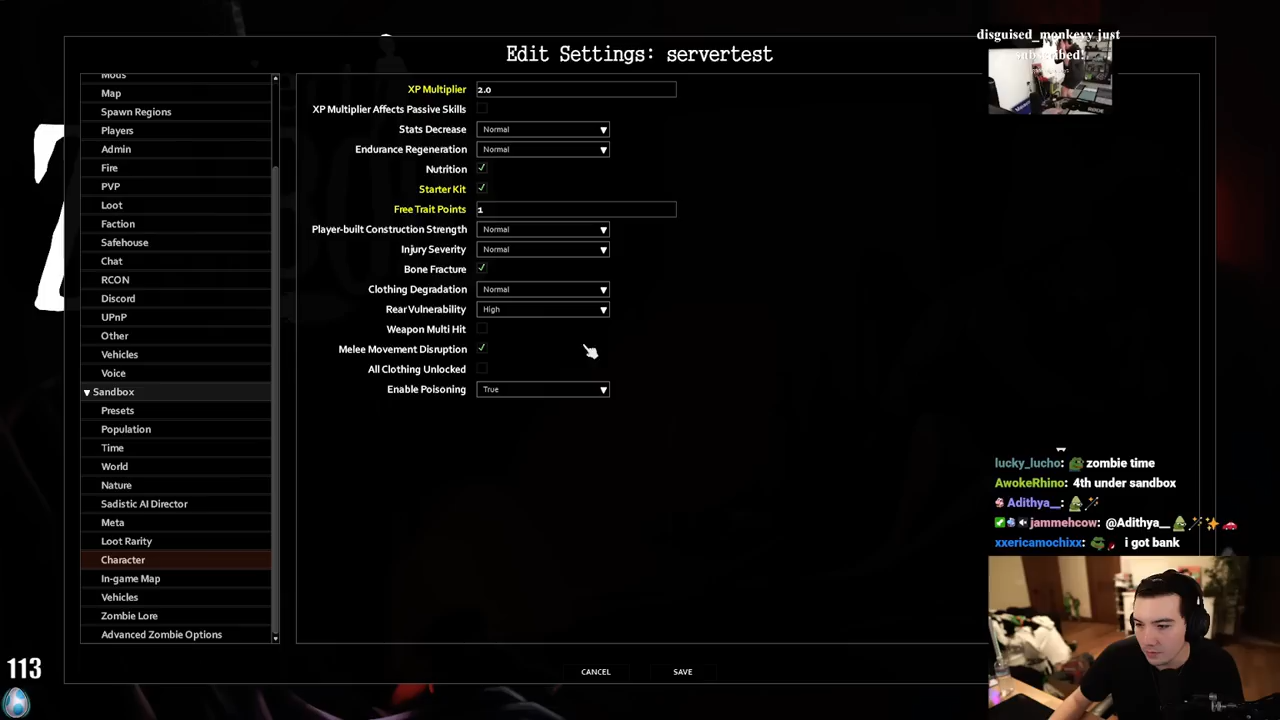 disguised_monkeyy just
subscribed!
Edit Settings: servertest
Mods
Map
Spawn Regions
Players
Admin
Fire
PVP
Loot
Faction
Safehouse
Chat
RCON
Discord
UPnP
Other
Vehicles
Voice
Sandbox
Presets
Population
Time
World
Nature
Sadistic AI Director
Meta
Loot Rarity
Character
In-game Map
Vehicles
Zombie Lore
Advanced Zombie Options
XP Multiplier 2.0
XP Multiplier Affects Passive Skills
Stats Decrease Normal
Endurance Regeneration Normal
Nutrition
Starter Kit
Free Trait Points 1
Player-built Construction Strength Normal
Injury Severity Normal
Bone Fracture
Clothing Degradation Normal
Rear Vulnerability High
Weapon Multi Hit
Melee Movement Disruption
All Clothing Unlocked
Enable Poisoning True
CANCEL SAVE
lucky_lucho: zombie time
AwokeRhino: 4th under sandbox
Adithya__:
jammehcow: @Adithya__
xxericamochixx: i got bank
113